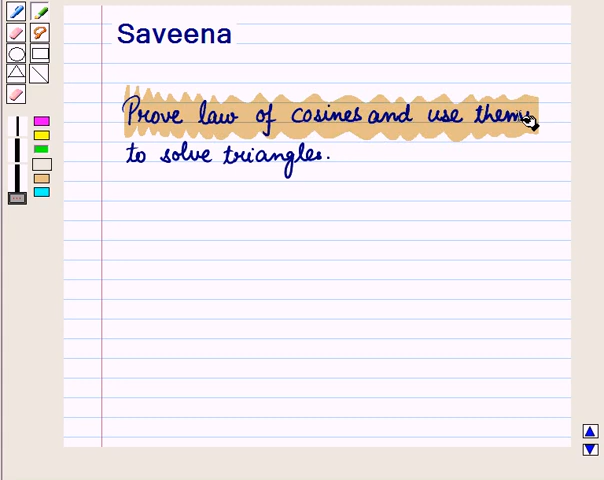 Saveena
Prove law of cosines and use them
to solve triangles.